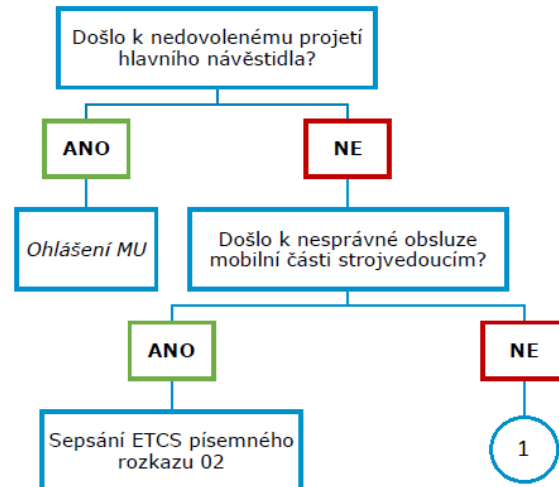 Došlo k nedovolenému projetí
hlavního návěstidla?
ANO
NE
Ohlášení MU
Došlo k nesprávné obsluze
mobilní části strojvedoucím?
ANO
NE
Sepsání ETCS písemného
rozkazu 02
1